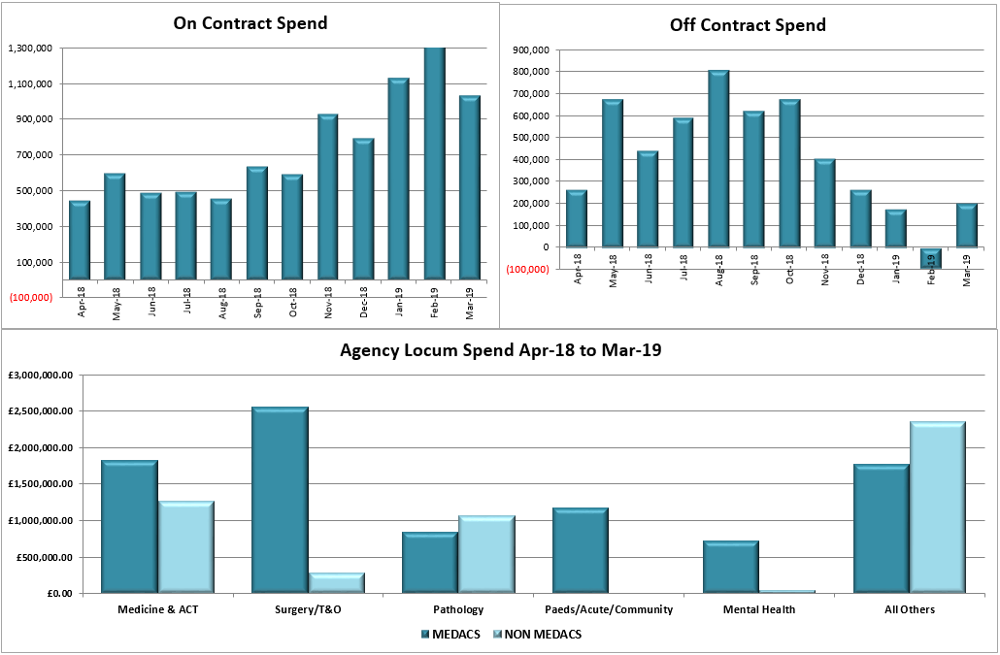 On Contract Spend
1,300,000
1,100,000
900,000
700,000
500,000
300,000
100,000
(100,000)
Apr-18
May-18
Jun-18
Jul-18
Aug-18
Sep-18
Oct-18
Nov-18
Dec-18
Jan-19
Feb-19
Mar-19
Off Contract Spend
900,000
800,000
700,000
600,000
500,000
400,000
300,000
200,000
100,000
0
(100,000)
Apr-18
May-18
Jun-18
Jul-18
Aug-18
Sep-18
Oct-18
Nov-18
Dec-18
Jan-19
Feb-19
Mar-19
Agency Locum Spend Apr-18 to Mar-19
£3,000,000.00
£2,500,000.00
£2,000,000.00
£1,500,000.00
£1,000,000.00
£500,000.00
£0.00
Medicine & ACT Surgery/T&O Pathology Paeds/Acute/Community Mental Health All Others
MEDACS NON MEDACS